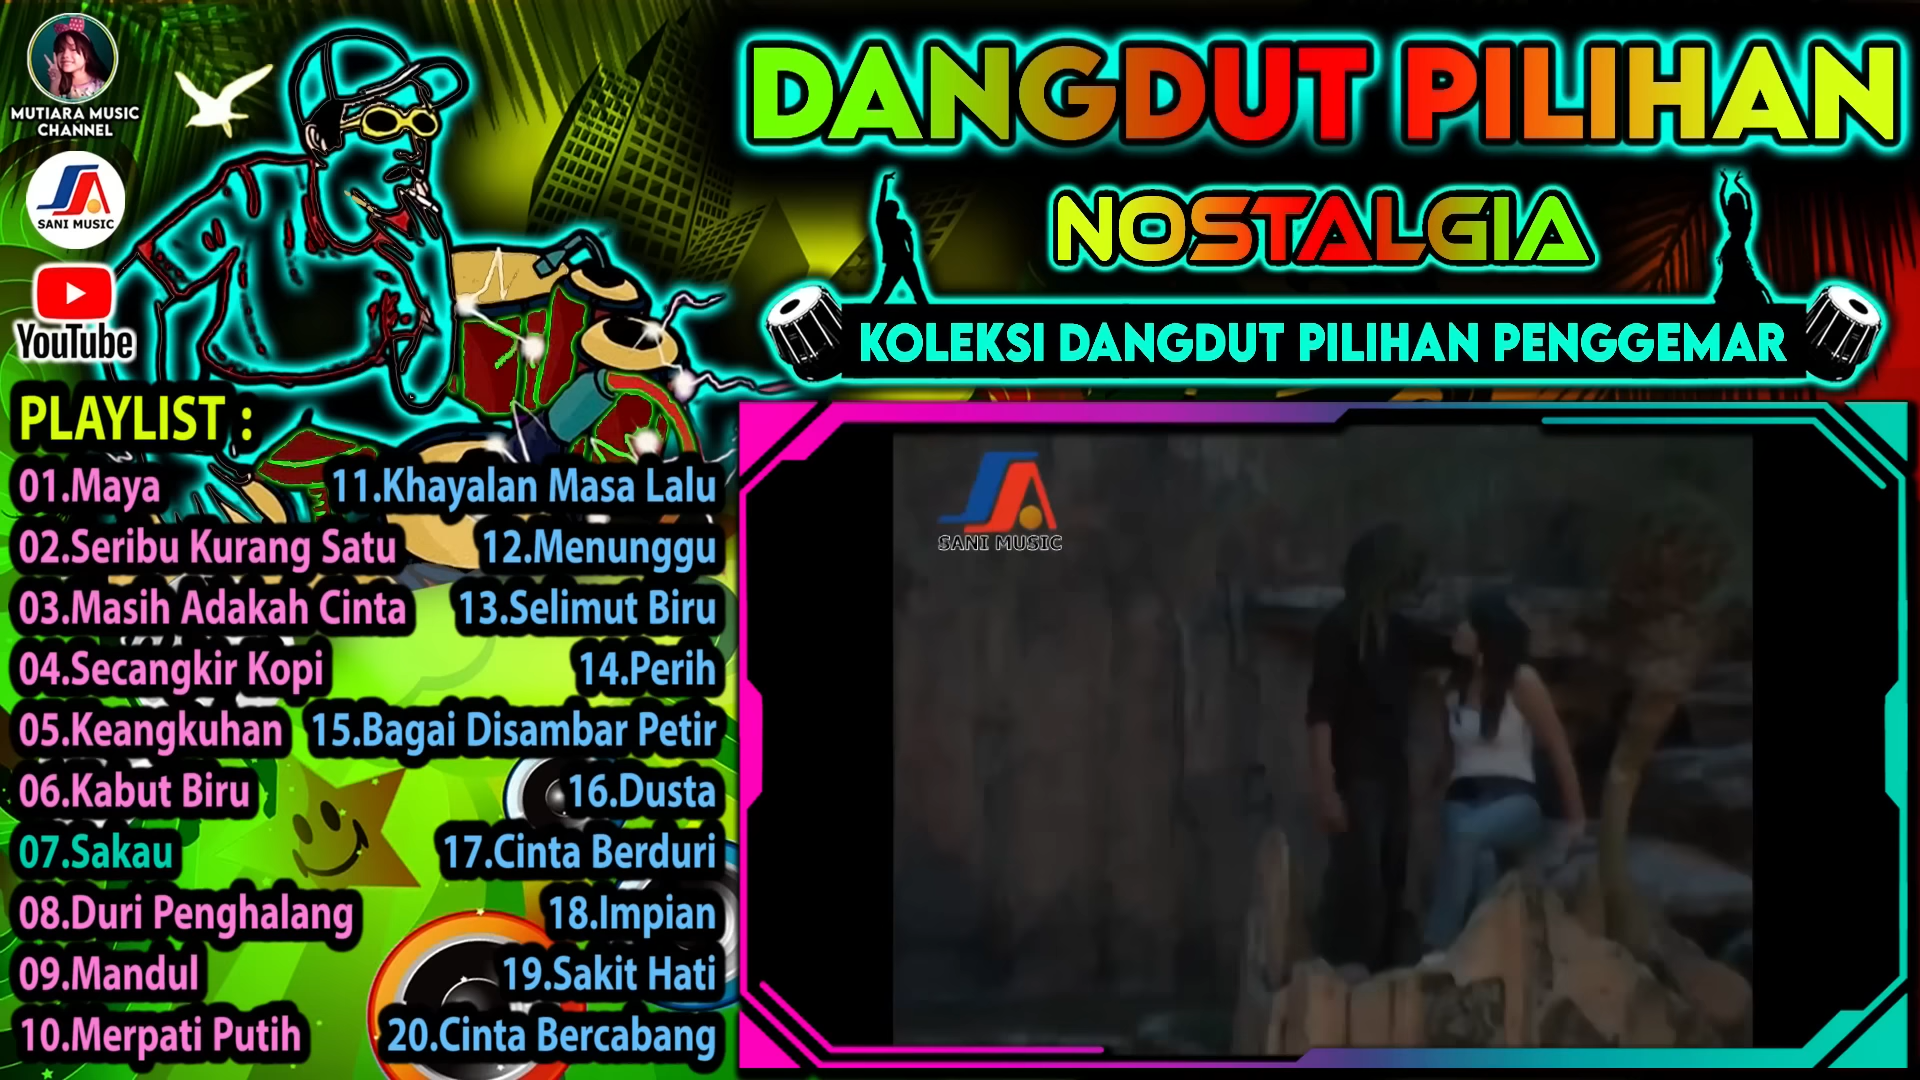 MUTIARA MUSIC
CHANNEL
SANI MUSIC
YouTube
DANGDUT PILIHAN
NOSTALGIA
KOLEKSI DANGDUT PILIHAN PENGGEMAR
PLAYLIST :
01.Maya
02.Seribu Kurang Satu
03.Masih Adakah Cinta
04.Secangkir Kopi
05.Keangkuhan
06.Kabut Biru
07.Sakau
08.Duri Penghalang
09.Mandul
10.Merpati Putih
11.Khayalan Masa Lalu
12.Menunggu
13.Selimut Biru
14.Perih
15.Bagai Disambar Petir
16.Dusta
17.Cinta Berduri
18.Impian
19.Sakit Hati
20.Cinta Bercabang
SANI MUSIC